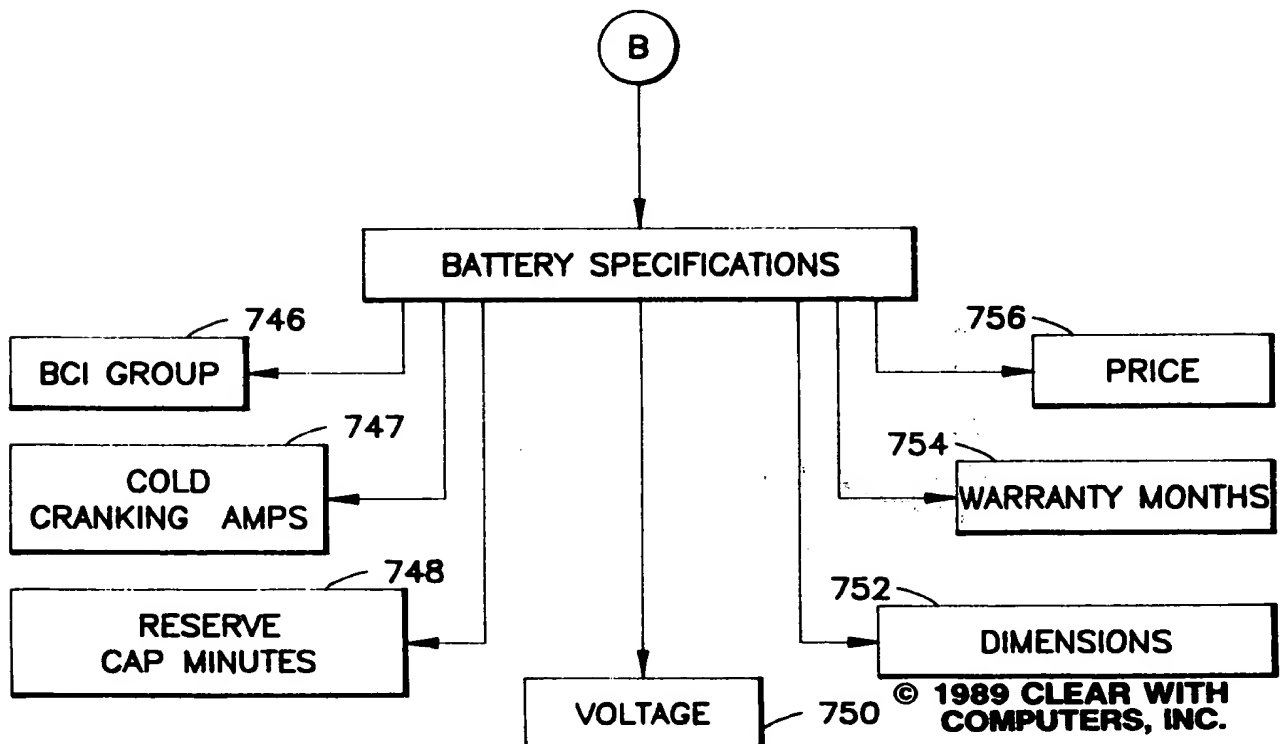 B
BATTERY SPECIFICATIONS
746
BCI GROUP
747
COLD
CRANKING AMPS
748
RESERVE
CAP MINUTES
VOLTAGE
750
756
PRICE
754
WARRANTY MONTHS
752
DIMENSIONS
© 1989 CLEAR WITH
COMPUTERS, INC.